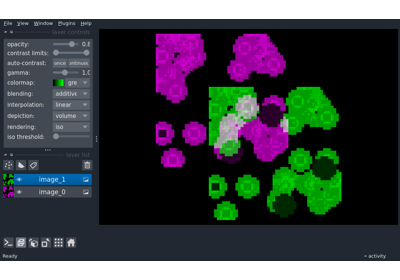 File View Window Plugins Help
layer controls
opacity: 0.8
contrast limits:
auto-contrast: once
gamma: 1.0
colormap: gre
blending: additive
interpolation: linear
depiction: volume
rendering: iso
iso threshold:
layer list
image_1
image_0
Ready activity